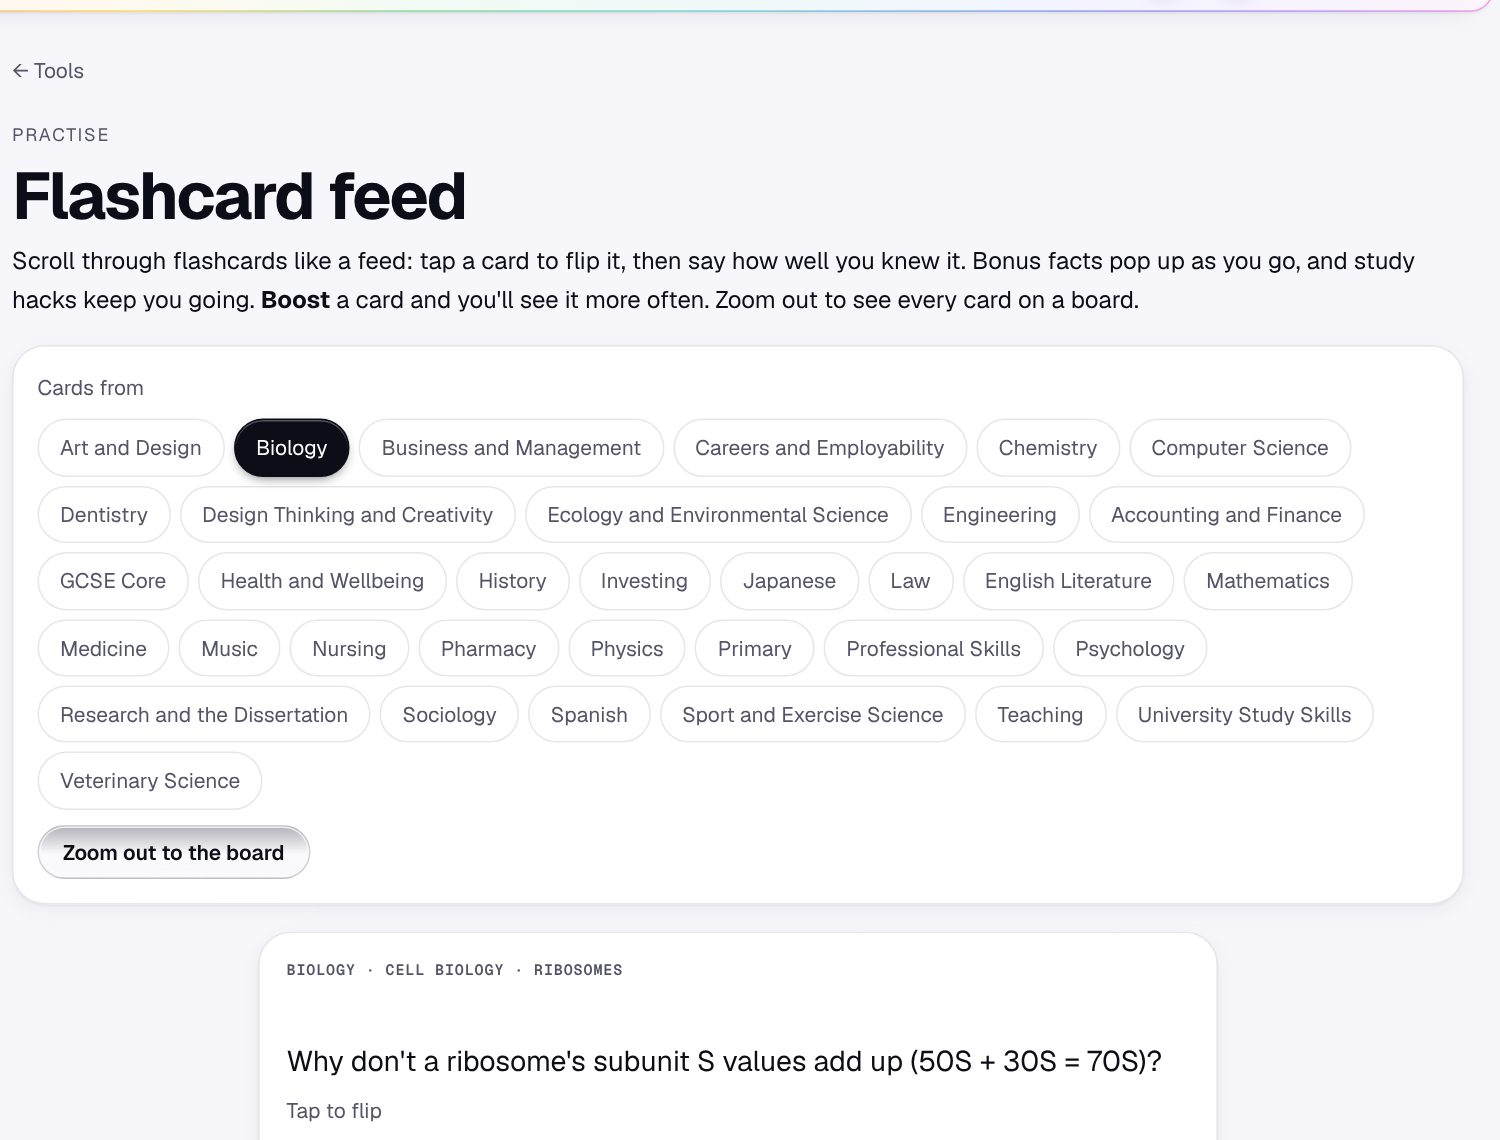 ← Tools
PRACTISE
Flashcard feed
Scroll through flashcards like a feed: tap a card to flip it, then say how well you knew it. Bonus facts pop up as you go, and study
hacks keep you going. Boost a card and you'll see it more often. Zoom out to see every card on a board.
Cards from
Art and Design Biology Business and Management Careers and Employability Chemistry Computer Science
Dentistry Design Thinking and Creativity Ecology and Environmental Science Engineering Accounting and Finance
GCSE Core Health and Wellbeing History Investing Japanese Law English Literature Mathematics
Medicine Music Nursing Pharmacy Physics Primary Professional Skills Psychology
Research and the Dissertation Sociology Spanish Sport and Exercise Science Teaching University Study Skills
Veterinary Science
Zoom out to the board
BIOLOGY · CELL BIOLOGY · RIBOSOMES
Why don't a ribosome's subunit S values add up (50S + 30S = 70S)?
Tap to flip